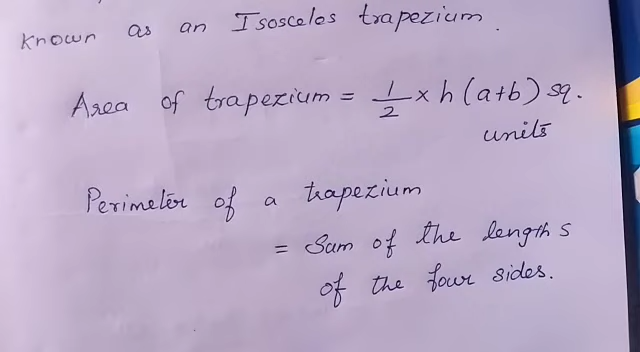 known as an Isosceles trapezium.
Area of trapezium = 1/2 × h (a+b) sq.
units
Perimeter of a trapezium
= Sum of the lengths
of the four sides.